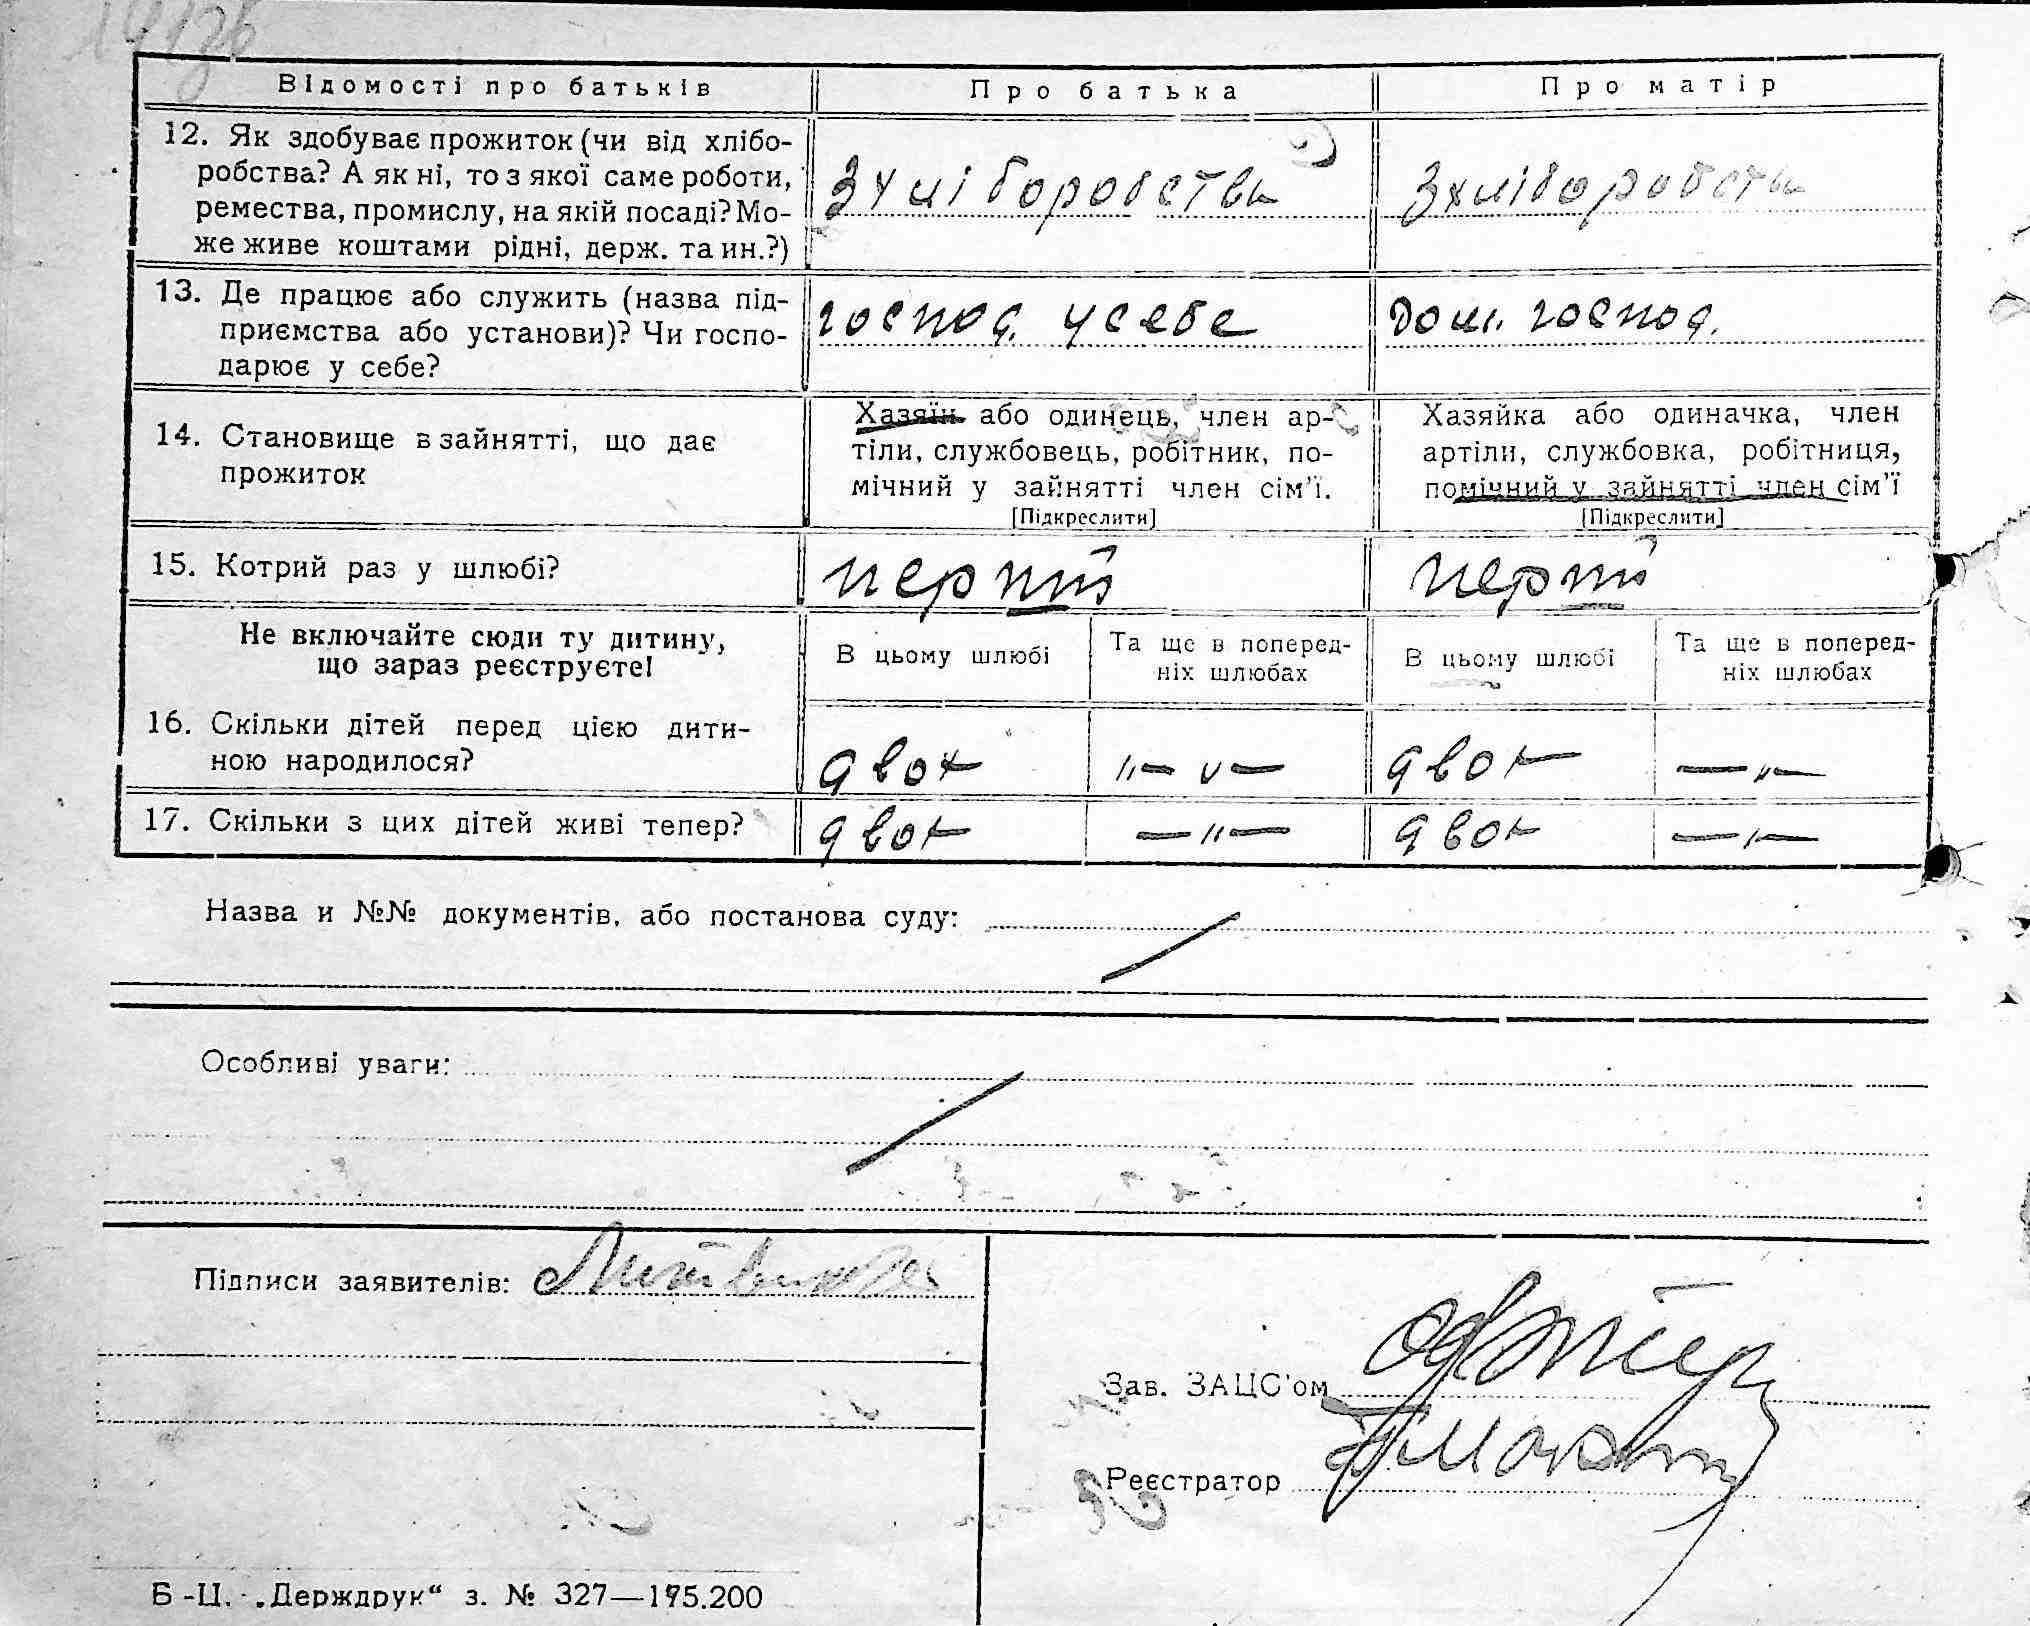 Відомості про батьків Про батька Про матір
12. Як здобуває прожиток (чи від хлібо-
робства? А як ні, то з якої саме роботи,
ремества, промислу, на якій посаді? Мо-
же живе коштами рідні, держ. та ин.?)
З хліборобства З хліборобства
13. Де працює або служить (назва під-
приємства або установи)? Чи госпо-
дарює у себе?
господ. у себе Дом. господ.
14. Становище в зайнятті, що дає
прожиток
Хазяїн або одинець, член ар-
тіли, службовець, робітник, по-
мічний у зайнятті член сім'ї.
[Підкреслити]
Хазяйка або одиначка, член
артіли, службовка, робітниця,
помічний у зайнятті член сім'ї
[Підкреслити]
15. Котрий раз у шлюбі? перший перший
Не включайте сюди ту дитину,
що зараз реєструєте!
В цьому шлюбі
Та ще в поперед-
ніх шлюбах
В цьому шлюбі
Та ще в поперед-
ніх шлюбах
16. Скільки дітей перед цією дити-
ною народилося?
двох —"— двох —"—
17. Скільки з цих дітей живі тепер? двох —"— двох —"—
Назва и №№ документів, або постанова суду:
Особливі уваги:
Підписи заявителів:
Зав. ЗАЦС'ом
Реєстратор
Б-Ц. „Держдрук“ з. № 327—195.200